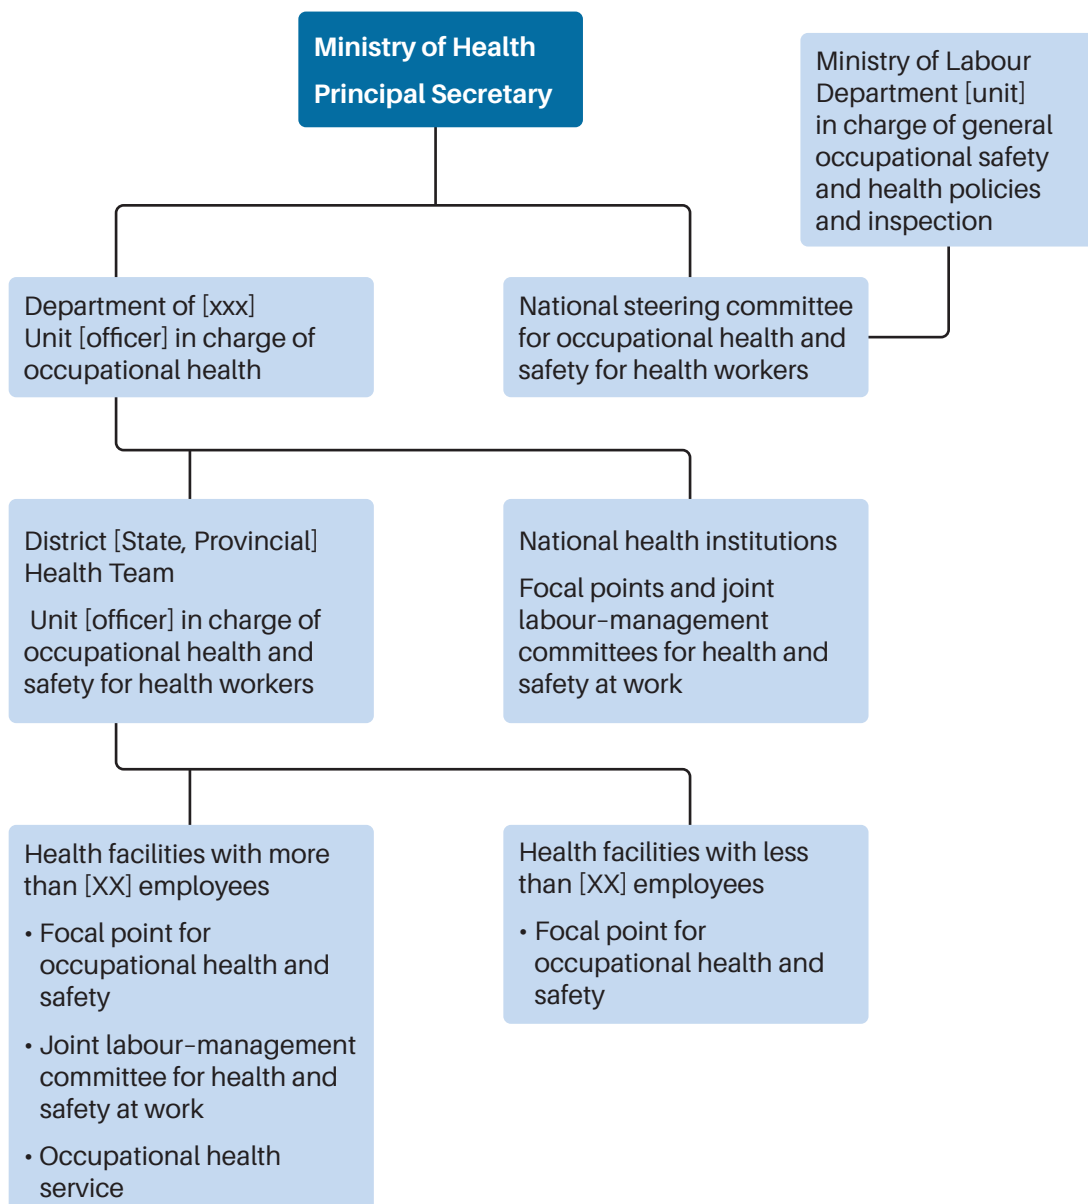 Ministry of Health
Principal Secretary
Ministry of Labour
Department [unit]
in charge of general
occupational safety
and health policies
and inspection
Department of [xxx]
Unit [officer] in charge of
occupational health
National steering committee
for occupational health and
safety for health workers
District [State, Provincial]
Health Team
Unit [officer] in charge of
occupational health and
safety for health workers
National health institutions
Focal points and joint
labour–management
committees for health and
safety at work
Health facilities with more
than [XX] employees
• Focal point for
occupational health and
safety
• Joint labour–management
committee for health and
safety at work
• Occupational health
service
Health facilities with less
than [XX] employees
• Focal point for
occupational health and
safety